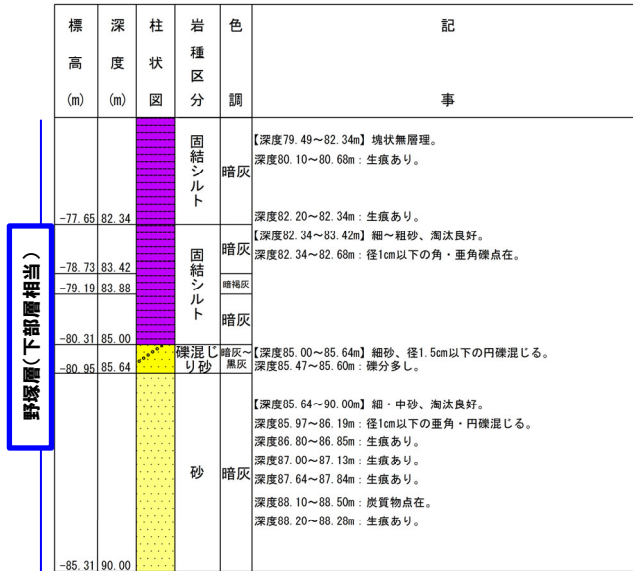 標高(m)
深度(m)
柱状図
岩種区分
色調
記事
野塚層(下部層相当)
固結シルト
暗灰
【深度79.49～82.34m】塊状無層理。
深度80.10～80.68m：生痕あり。
深度82.20～82.34m：生痕あり。
-77.65 82.34
固結シルト
暗灰
【深度82.34～83.42m】細～粗砂、淘汰良好。
深度82.34～82.68m：径1cm以下の角・亜角礫点在。
-78.73 83.42
暗褐灰
-79.19 83.88
暗灰
-80.31 85.00
礫混じり砂
暗灰～黒灰
【深度85.00～85.64m】細砂、径1.5cm以下の円礫混じる。
深度85.47～85.60m：礫分多し。
-80.95 85.64
砂
暗灰
【深度85.64～90.00m】細・中砂、淘汰良好。
深度85.97～86.19m：径1cm以下の亜角・円礫混じる。
深度86.80～86.85m：生痕あり。
深度87.00～87.13m：生痕あり。
深度87.64～87.84m：生痕あり。
深度88.10～88.50m：炭質物点在。
深度88.20～88.28m：生痕あり。
-85.31 90.00